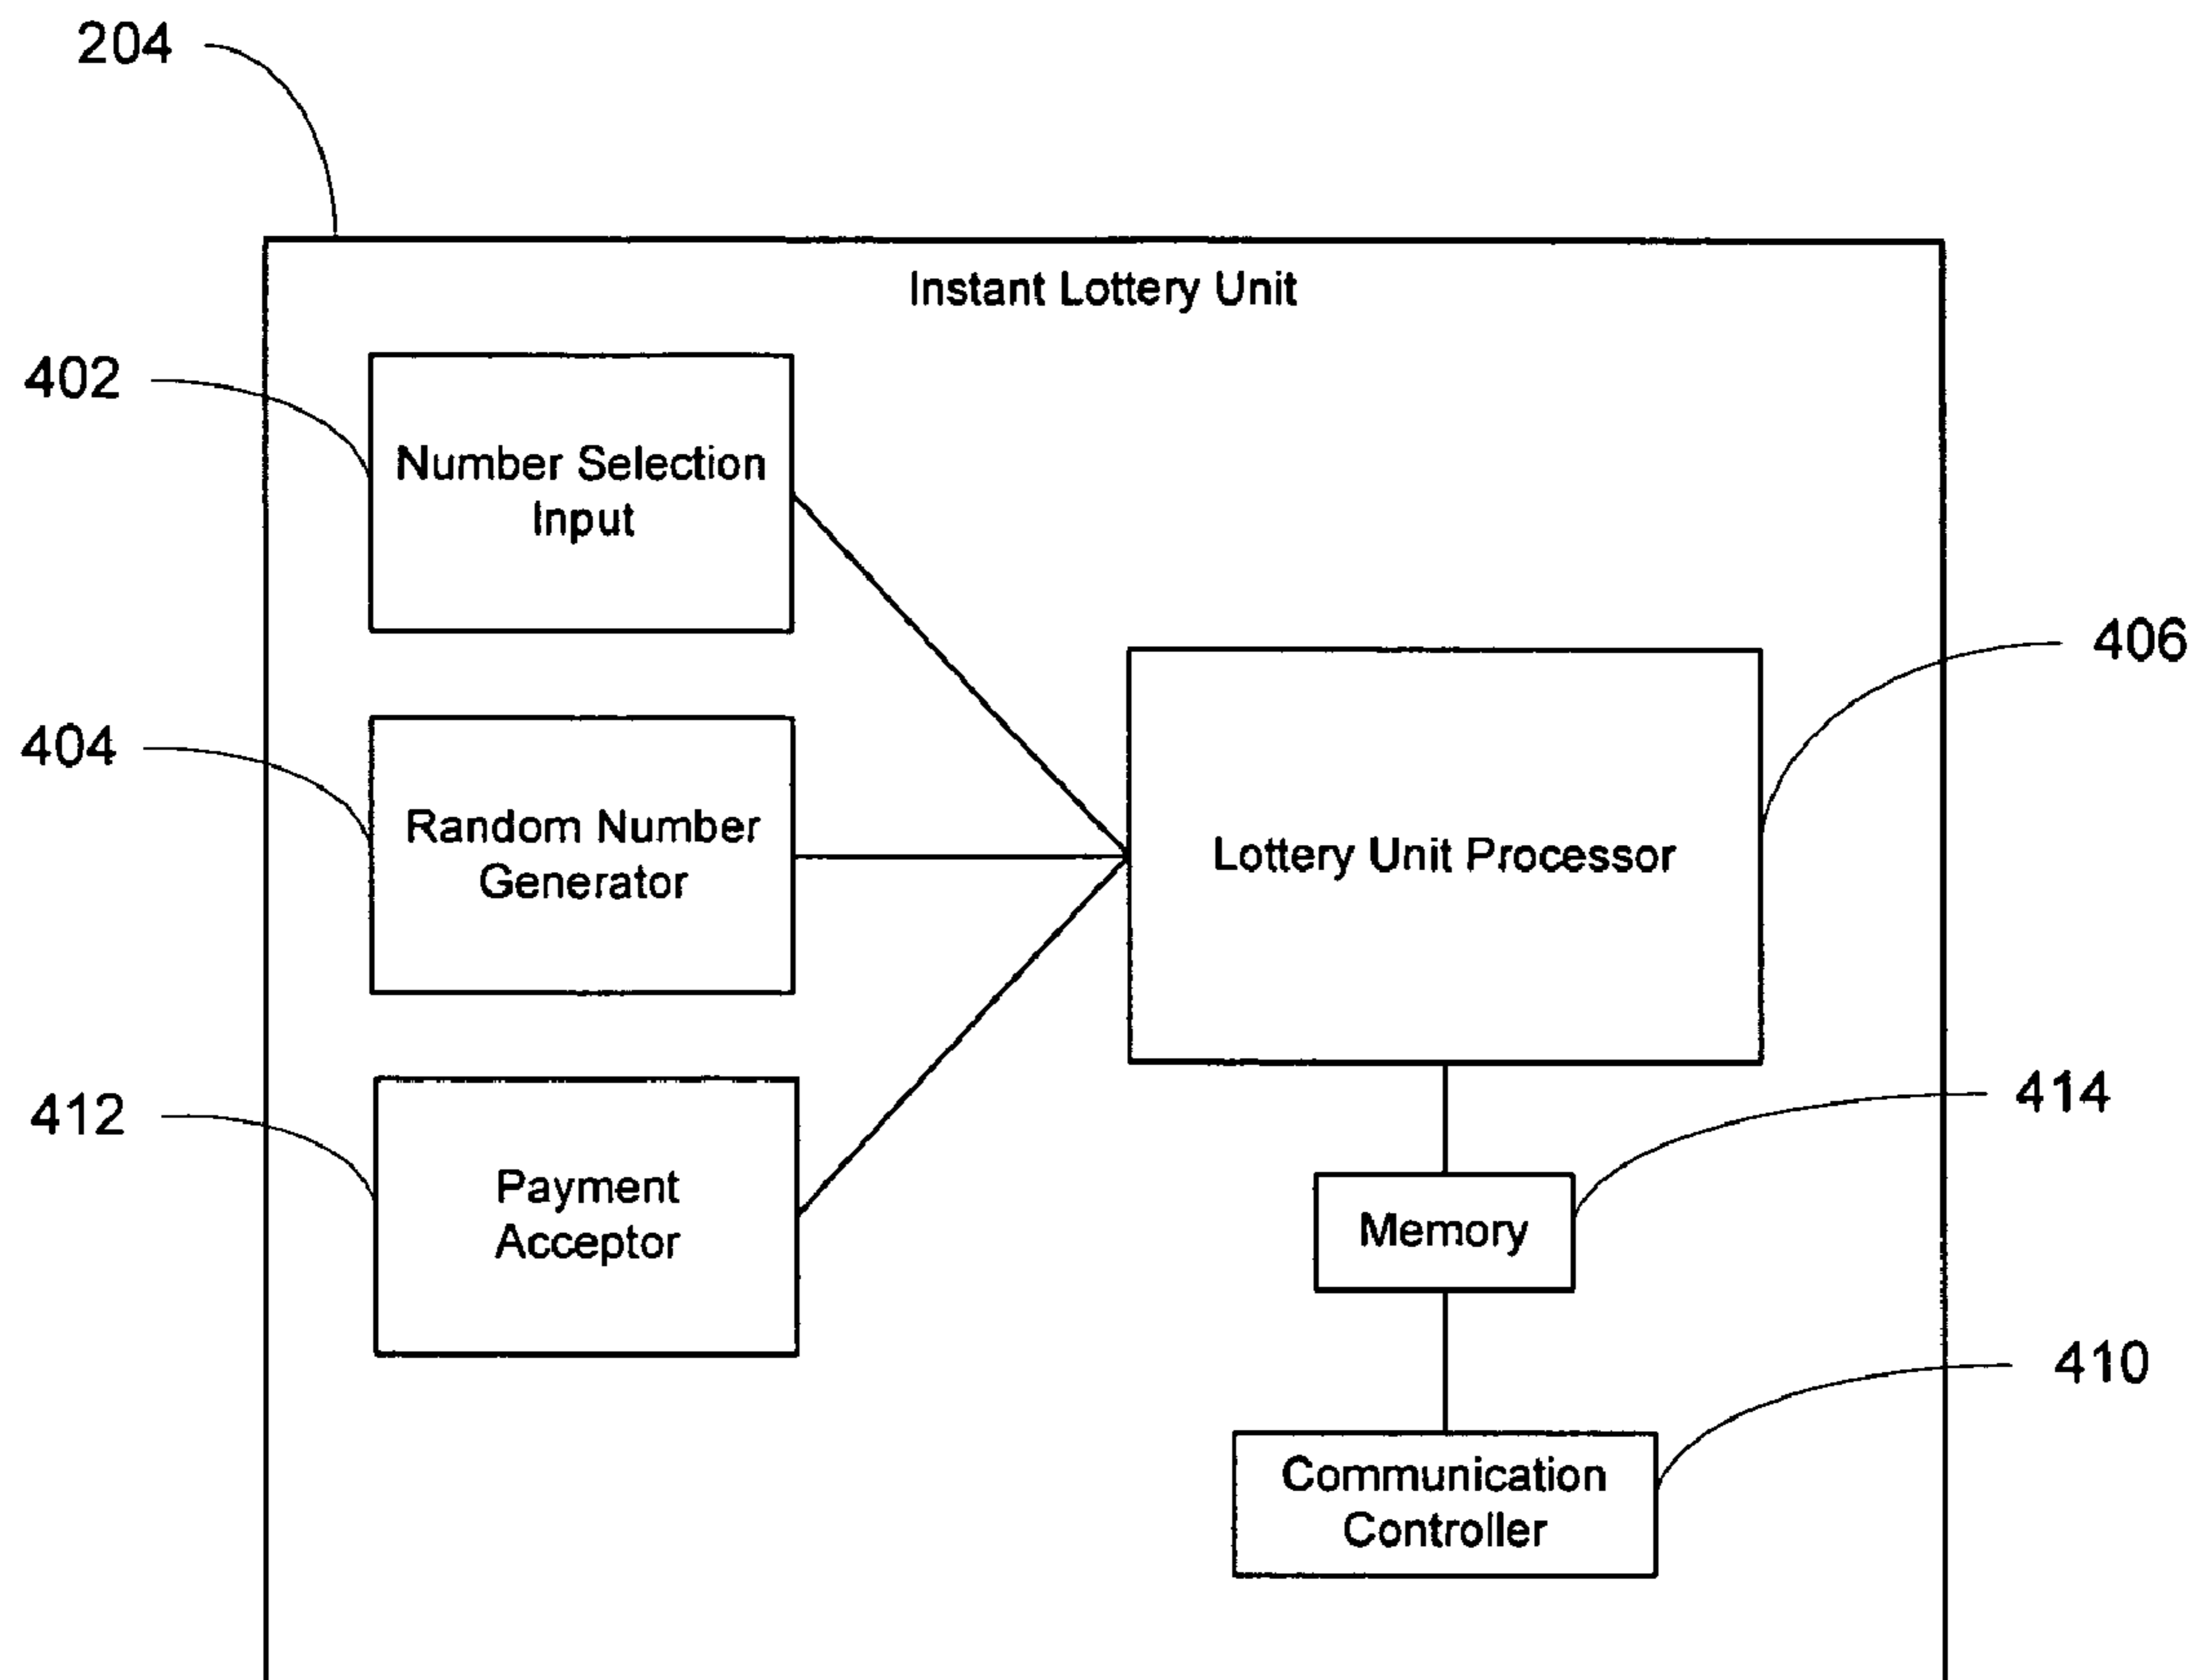 204
Instant Lottery Unit
402
Number Selection
Input
404
Random Number
Generator
406
Lottery Unit Processor
412
Payment
Acceptor
414
Memory
410
Communication
Controller